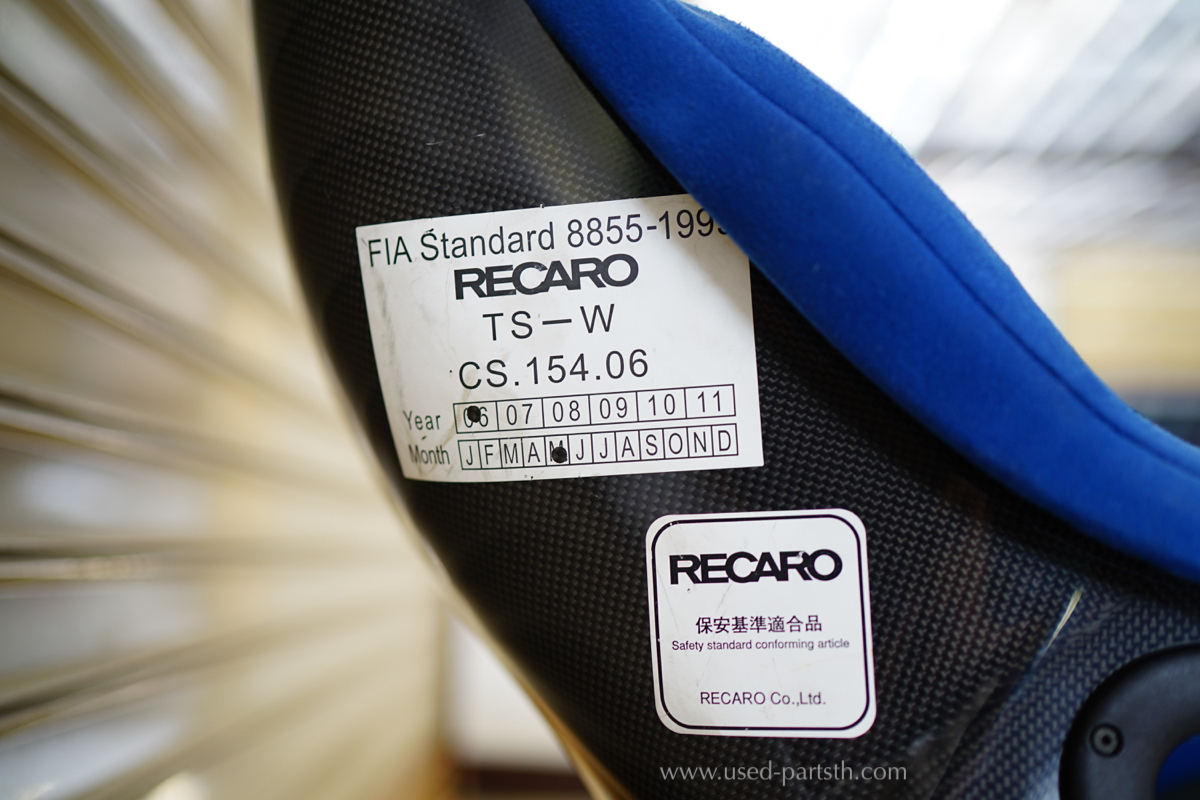 FIA Standard 8855-199
RECARO
TS-W
CS.154.06
Year 06 07 08 09 10 11
Month J F M A M J J A S O N D
RECARO
保安基準適合品
Safety standard conforming article
RECARO Co.,Ltd.
www.used-partsth.com